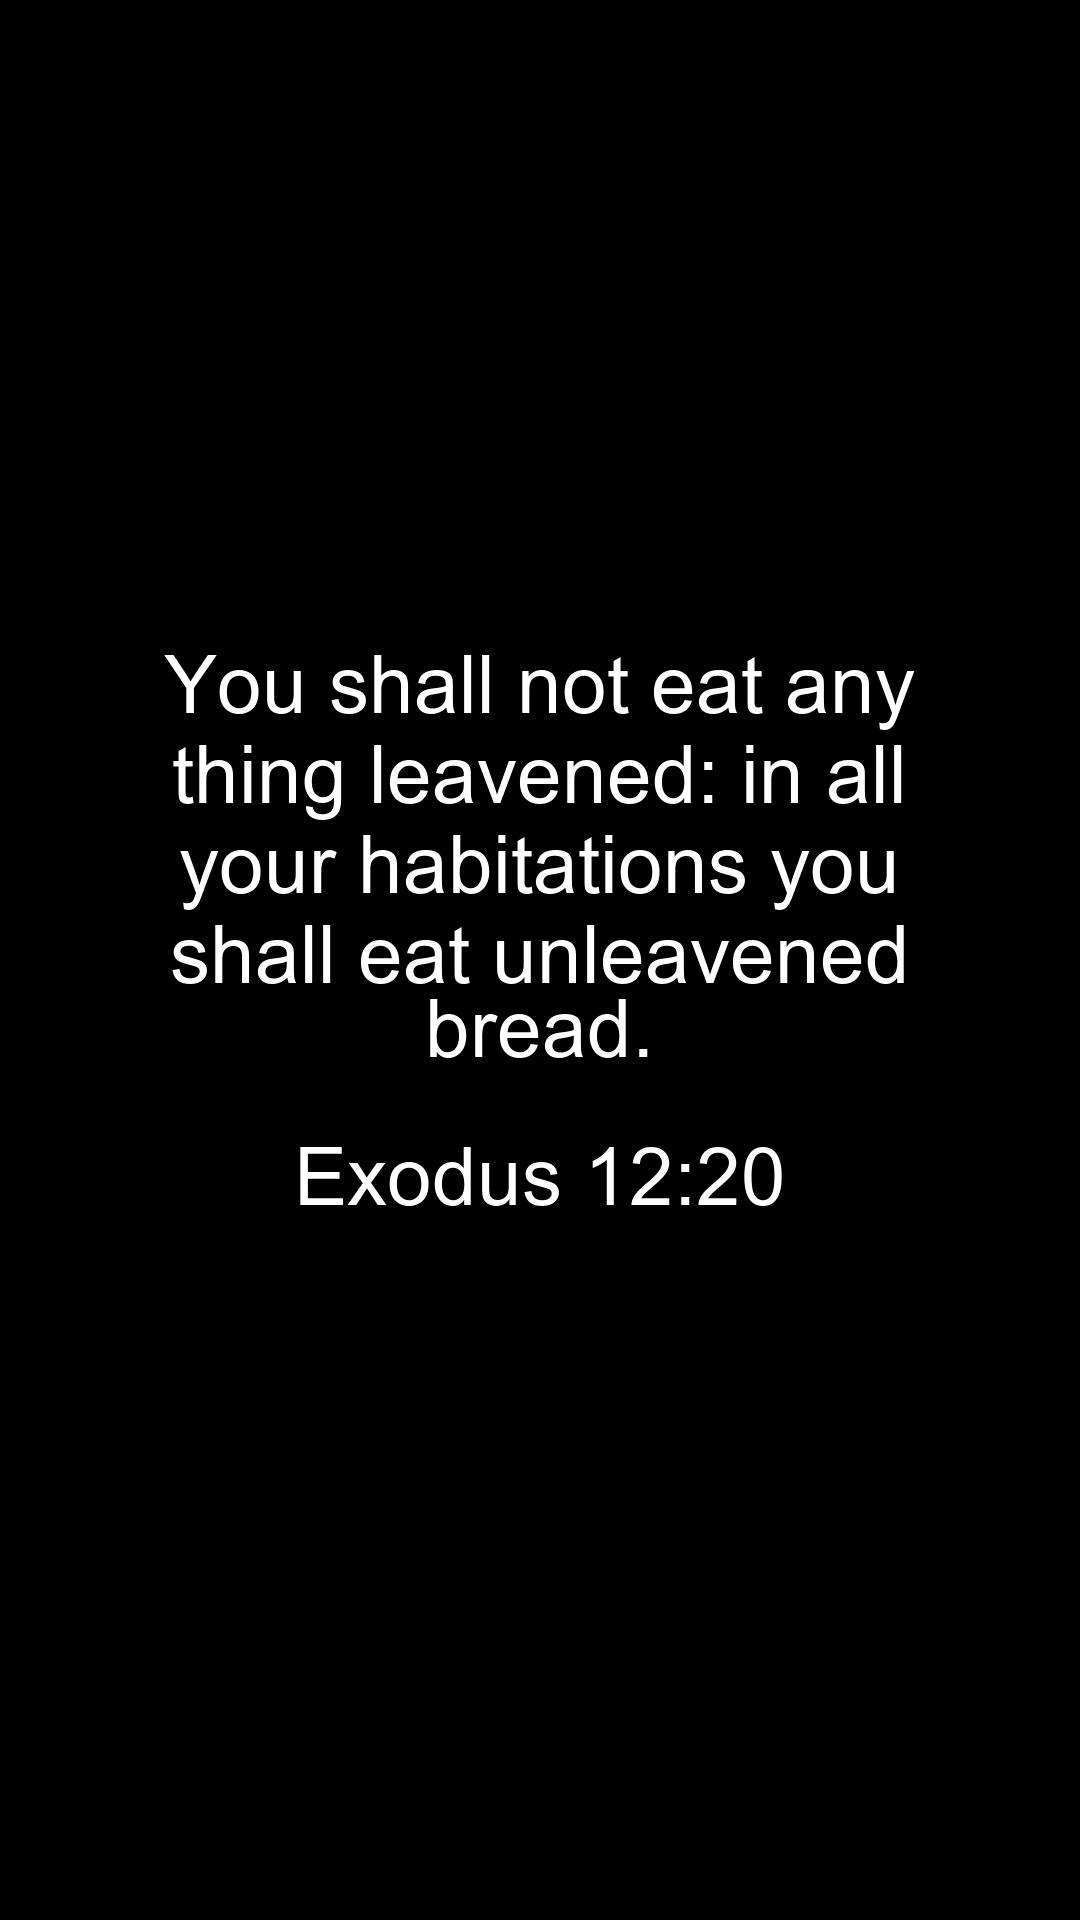 You shall not eat any
thing leavened: in all
your habitations you
shall eat unleavened
bread.
Exodus 12:20